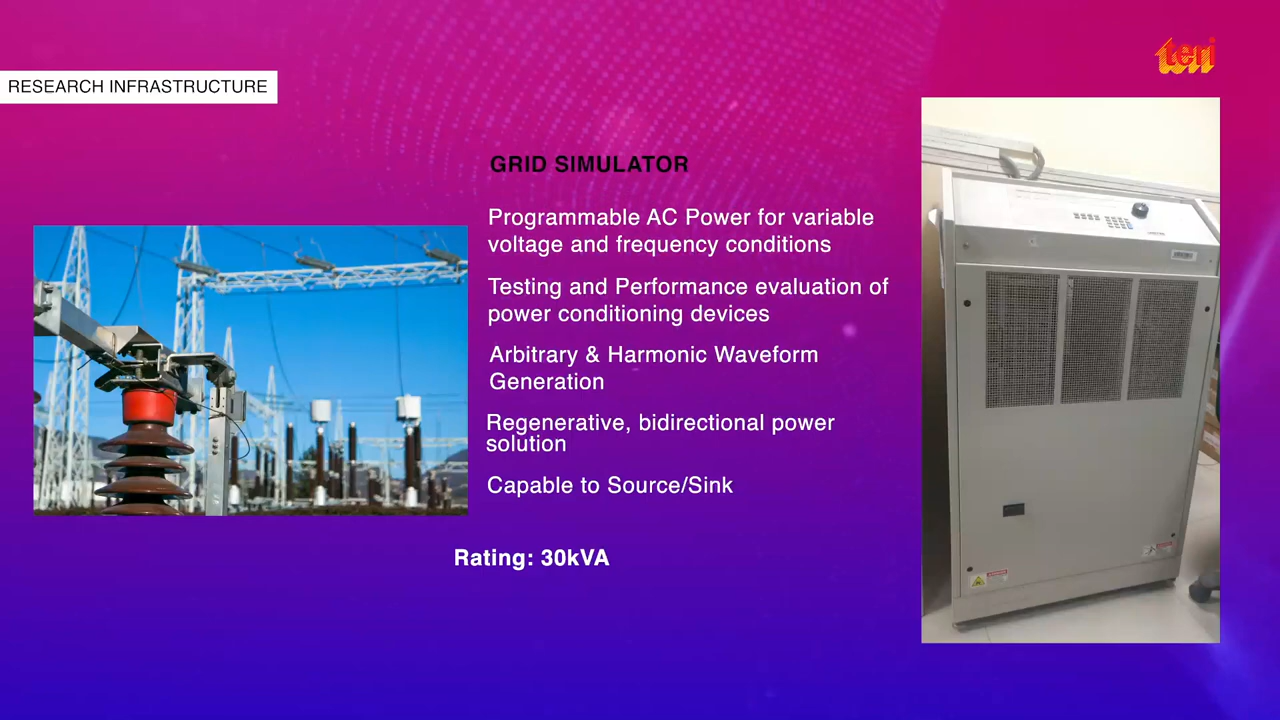 teri
RESEARCH INFRASTRUCTURE
GRID SIMULATOR
Programmable AC Power for variable
voltage and frequency conditions
Testing and Performance evaluation of
power conditioning devices
Arbitrary & Harmonic Waveform
Generation
Regenerative, bidirectional power
solution
Capable to Source/Sink
Rating: 30kVA